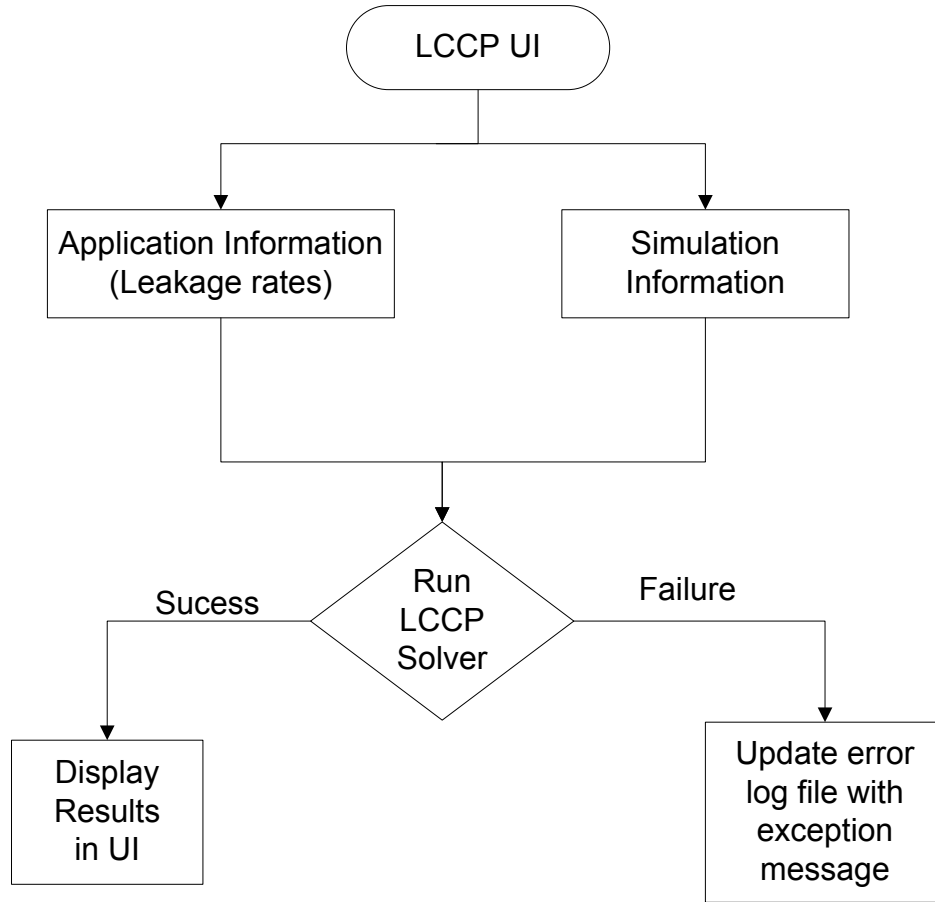 LCCP UI
Application Information
(Leakage rates)
Simulation
Information
Run
LCCP
Solver
Sucess
Failure
Display
Results
in UI
Update error
log file with
exception
message